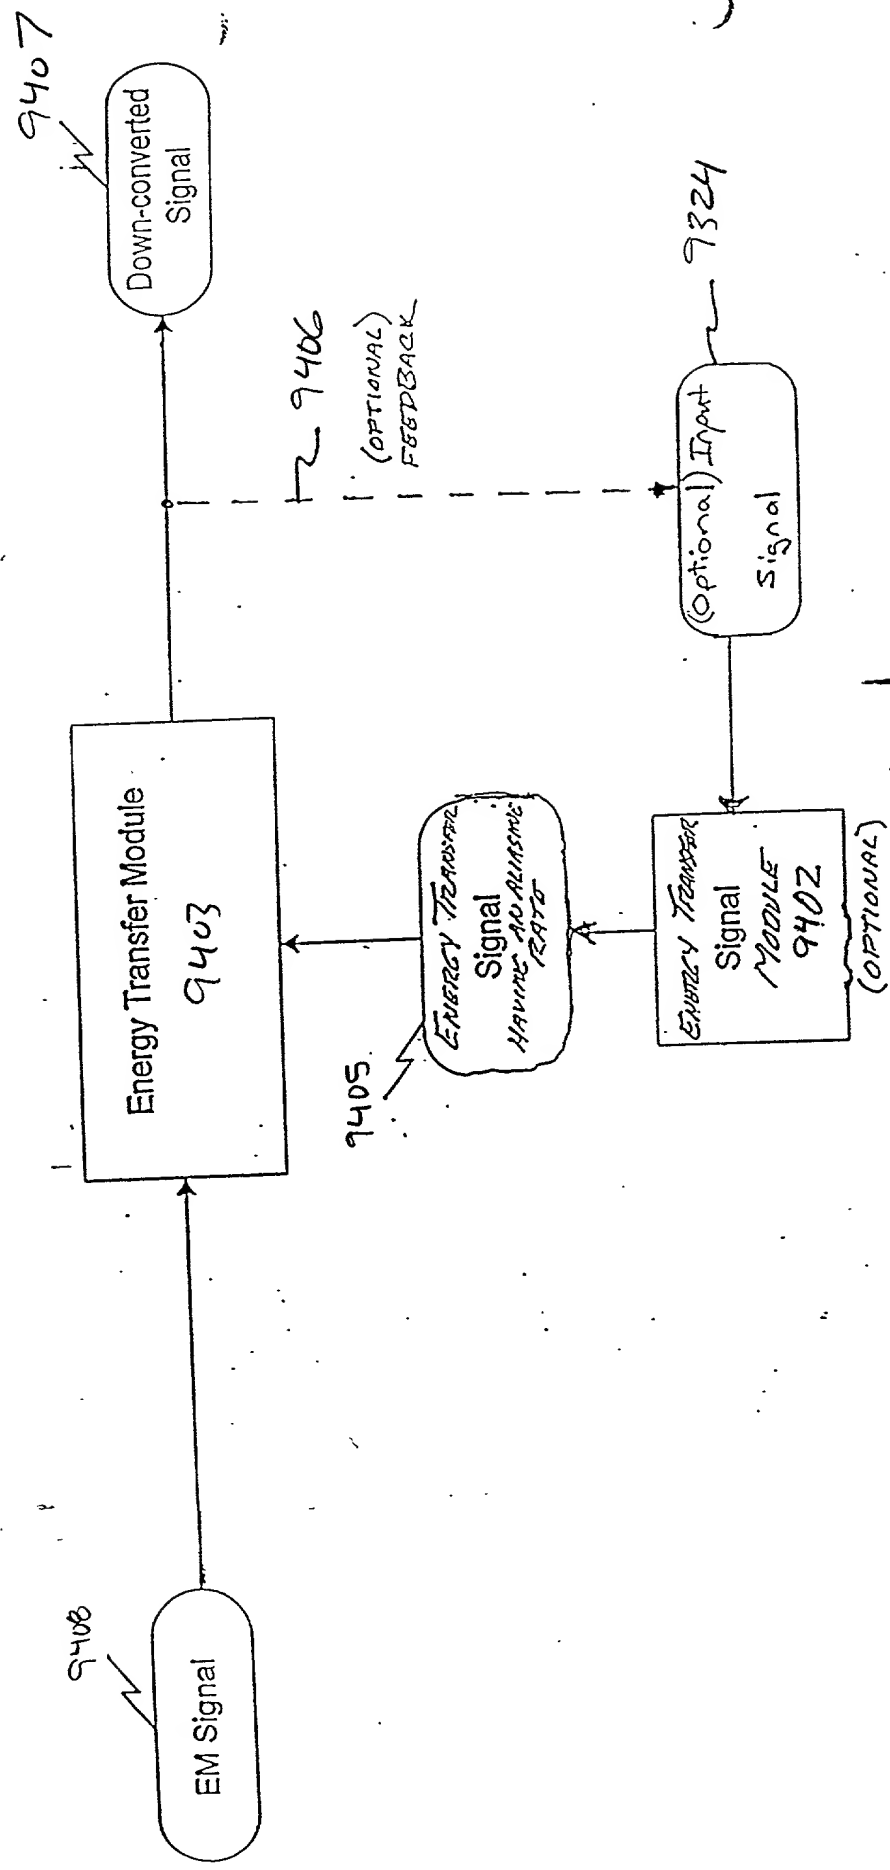 9408
EM Signal
Energy Transfer Module
9403
9407
Down-converted
Signal
9406
(OPTIONAL)
FEEDBACK
9405
ENERGY TRANSFER
Signal
HAVING AN ALIASING
RATE
ENERGY TRANSFER
Signal
MODULE
9402
(OPTIONAL)
(Optional) Input
Signal
9324